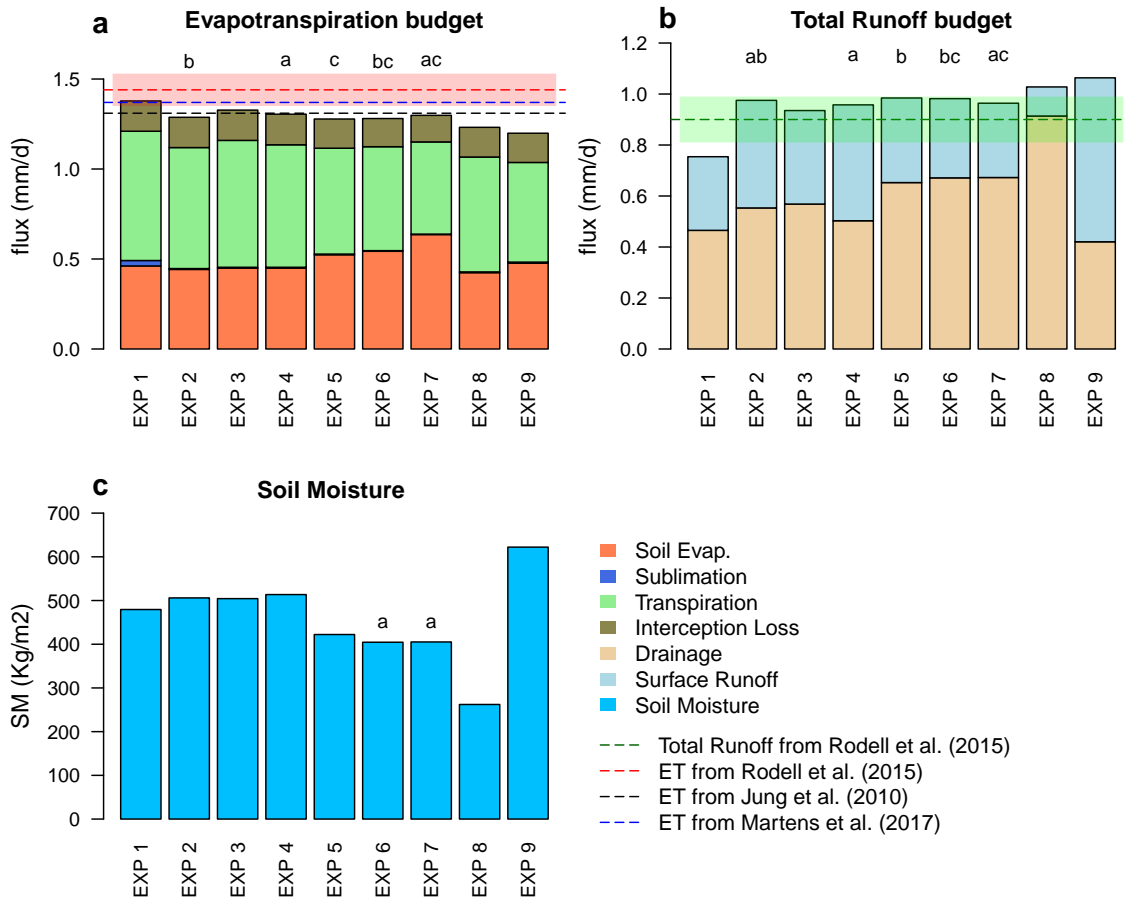 a Evapotranspiration budget
b a c bc ac
flux (mm/d)
1.5
1.0
0.5
0.0
EXP 1
EXP 2
EXP 3
EXP 4
EXP 5
EXP 6
EXP 7
EXP 8
EXP 9
b Total Runoff budget
ab a b bc ac
flux (mm/d)
1.2
1.0
0.8
0.6
0.4
0.2
0.0
EXP 1
EXP 2
EXP 3
EXP 4
EXP 5
EXP 6
EXP 7
EXP 8
EXP 9
c Soil Moisture
a a
SM (Kg/m2)
700
600
500
400
300
200
100
0
EXP 1
EXP 2
EXP 3
EXP 4
EXP 5
EXP 6
EXP 7
EXP 8
EXP 9
Soil Evap.
Sublimation
Transpiration
Interception Loss
Drainage
Surface Runoff
Soil Moisture
Total Runoff from Rodell et al. (2015)
ET from Rodell et al. (2015)
ET from Jung et al. (2010)
ET from Martens et al. (2017)